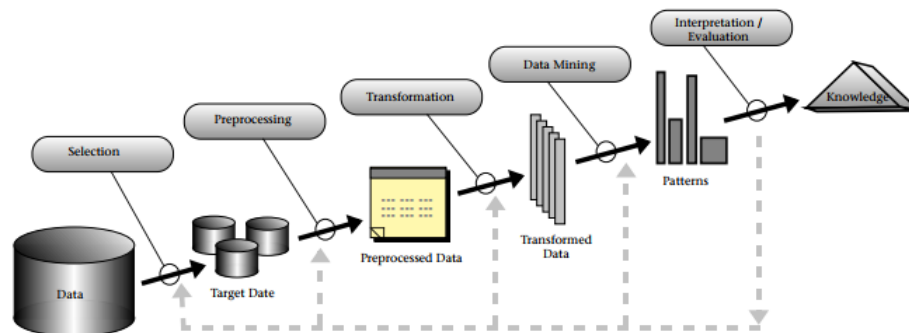 Interpretation /
Evaluation
Data Mining
Transformation
Preprocessing
Selection
Knowledge
Patterns
Transformed
Data
Preprocessed Data
Target Date
Data